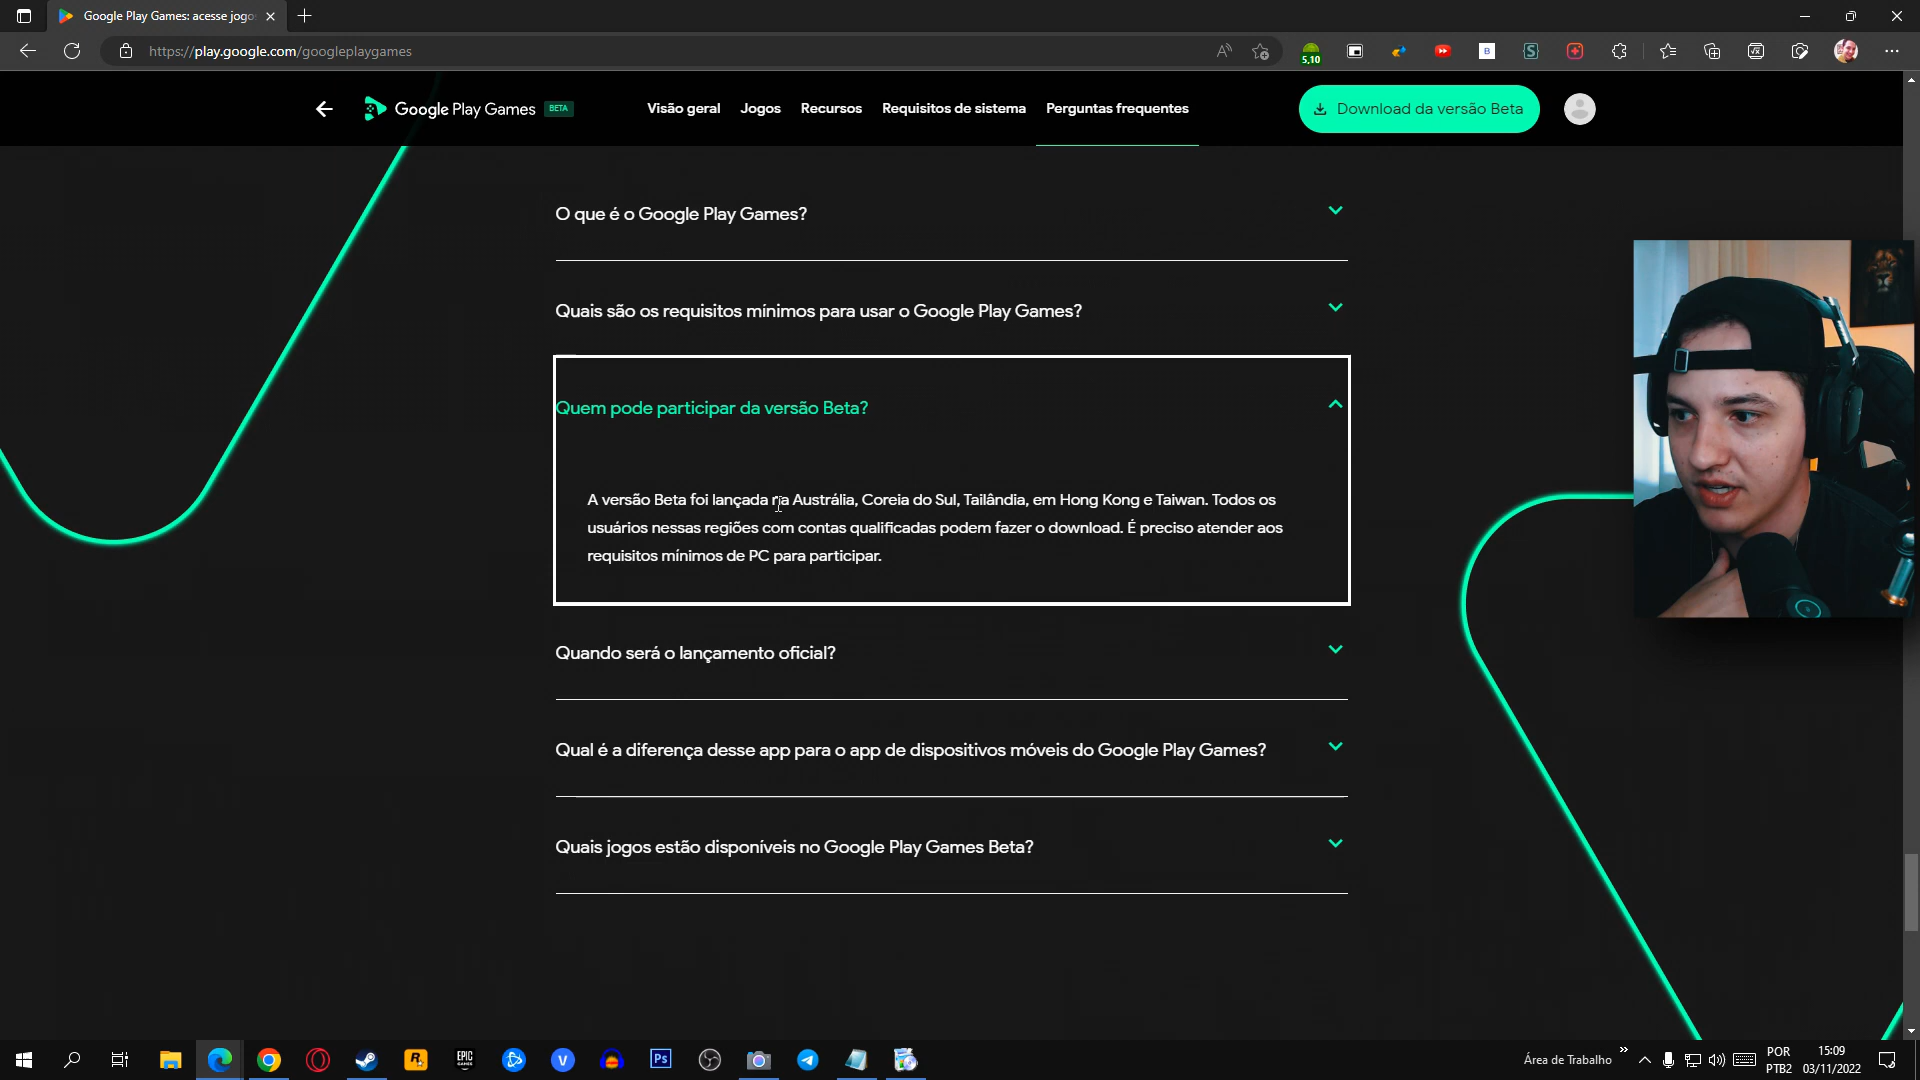 Google Play Games: acesse jogo
https://play.google.com/googleplaygames
5,10
Google Play Games BETA
Visão geral
Jogos
Recursos
Requisitos de sistema
Perguntas frequentes
Download da versão Beta
O que é o Google Play Games?
Quais são os requisitos mínimos para usar o Google Play Games?
Quem pode participar da versão Beta?
A versão Beta foi lançada na Austrália, Coreia do Sul, Tailândia, em Hong Kong e Taiwan. Todos os
usuários nessas regiões com contas qualificadas podem fazer o download. É preciso atender aos
requisitos mínimos de PC para participar.
Quando será o lançamento oficial?
Qual é a diferença desse app para o app de dispositivos móveis do Google Play Games?
Quais jogos estão disponíveis no Google Play Games Beta?
EPIC
GAMES
Ps
Área de Trabalho
POR
PTB2
15:09
03/11/2022